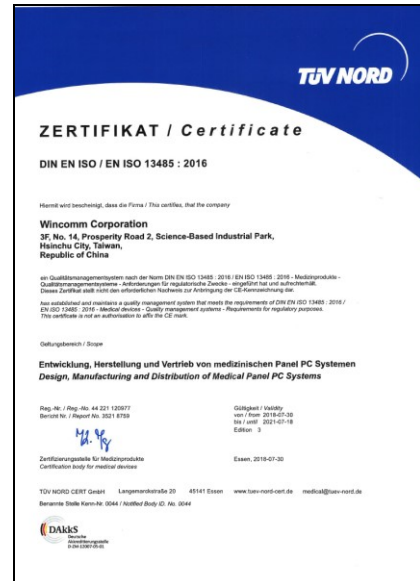 TÜV NORD
ZERTIFIKAT / Certificate
DIN EN ISO / EN ISO 13485 : 2016
Hiermit wird bescheinigt, dass die Firma / This certifies, that the company
Wincomm Corporation
3F, No. 14, Prosperity Road 2, Science-Based Industrial Park,
Hsinchu City, Taiwan,
Republic of China
ein Qualitätsmanagementsystem nach der Norm DIN EN ISO 13485 : 2016 / EN ISO 13485 : 2016 - Medizinprodukte -
Qualitätsmanagementsysteme - Anforderungen für regulatorische Zwecke - eingeführt hat und aufrechterhält.
Dieses Zertifikat stellt nicht den erforderlichen Nachweis zur Anbringung der CE-Kennzeichnung dar.
has established and maintains a quality management system that meets the requirements of DIN EN ISO 13485 : 2016 /
EN ISO 13485 : 2016 - Medical devices - Quality management systems - Requirements for regulatory purposes.
This certificate is not an authorisation to affix the CE mark.
Geltungsbereich / Scope
Entwicklung, Herstellung und Vertrieb von medizinischen Panel PC Systemen
Design, Manufacturing and Distribution of Medical Panel PC Systems
Reg.-Nr. / Reg.-No. 44 221 120977
Bericht Nr. / Report No. 3521 8759
Gültigkeit / Validity
von / from 2018-07-30
bis / until 2021-07-18
Edition 3
Zertifizierungsstelle für Medizinprodukte
Certification body for medical devices
Essen, 2018-07-30
TÜV NORD CERT GmbH Langemarckstraße 20 45141 Essen www.tuev-nord-cert.de medical@tuev-nord.de
Benannte Stelle Kenn-Nr. 0044 / Notified Body ID. No. 0044
DAkkS
Deutsche
Akkreditierungsstelle